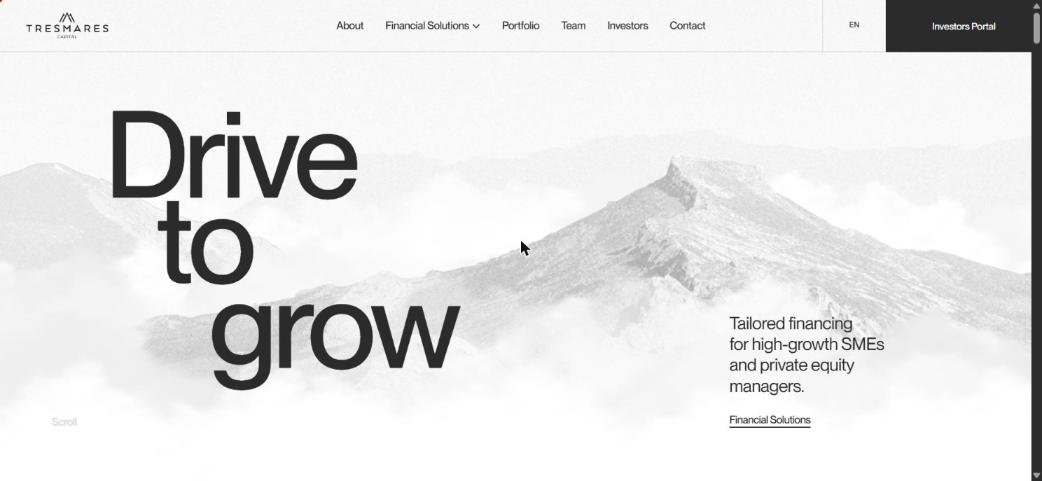 TRESMARES
CAPITAL
About
Financial Solutions
Portfolio
Team
Investors
Contact
EN
Investors Portal
Drive
to
grow
Tailored financing
for high-growth SMEs
and private equity
managers.
Financial Solutions
Scroll